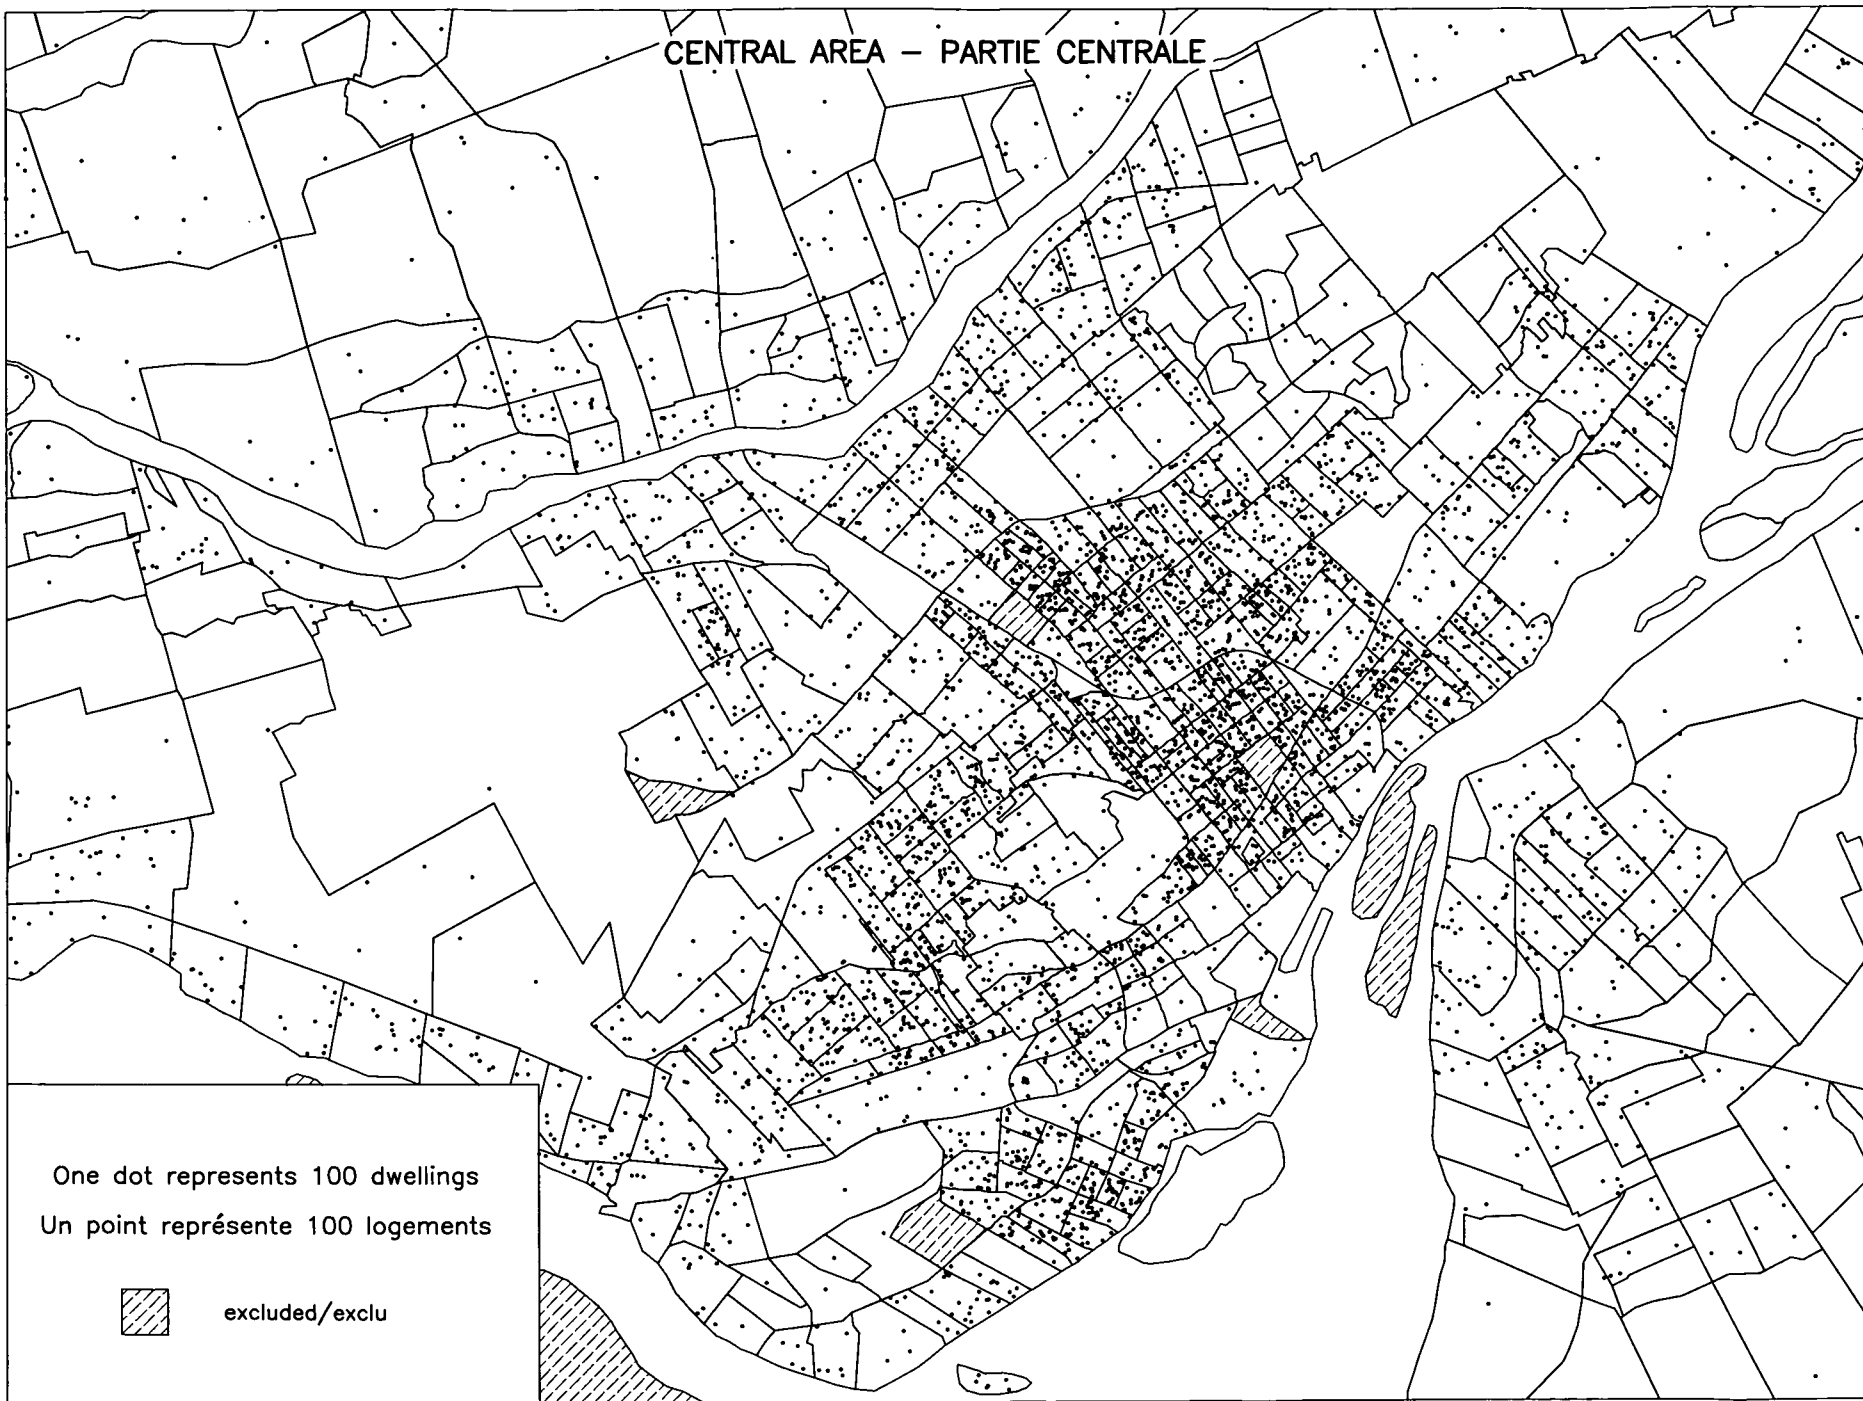 CENTRAL AREA – PARTIE CENTRALE
One dot represents 100 dwellings
Un point représente 100 logements
excluded/exclu